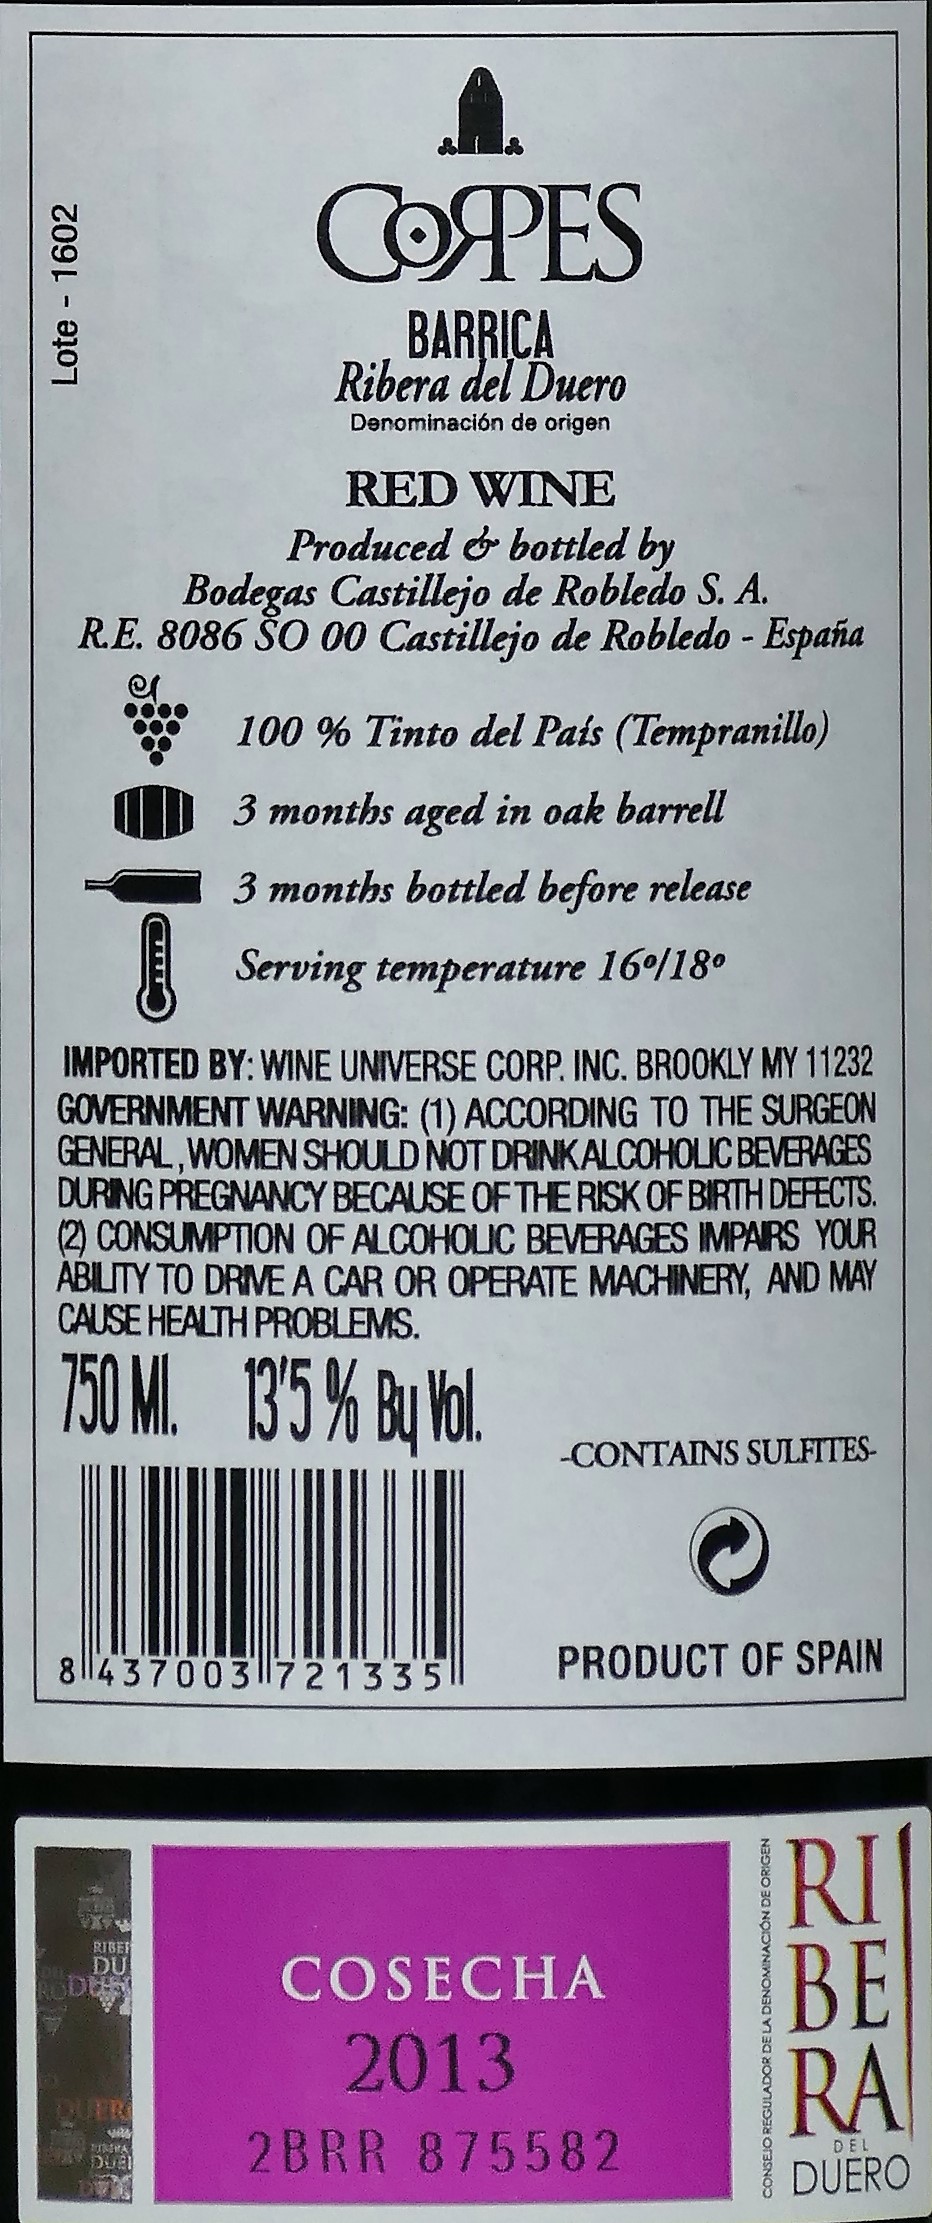 Lote - 1602
CORPES
BARRICA
Ribera del Duero
Denominación de origen
RED WINE
Produced & bottled by
Bodegas Castillejo de Robledo S. A.
R.E. 8086 SO 00 Castillejo de Robledo - España
100 % Tinto del País (Tempranillo)
3 months aged in oak barrell
3 months bottled before release
Serving temperature 16º/18º
IMPORTED BY: WINE UNIVERSE CORP. INC. BROOKLY MY 11232
GOVERNMENT WARNING: (1) ACCORDING TO THE SURGEON
GENERAL, WOMEN SHOULD NOT DRINK ALCOHOLIC BEVERAGES
DURING PREGNANCY BECAUSE OF THE RISK OF BIRTH DEFECTS.
(2) CONSUMPTION OF ALCOHOLIC BEVERAGES IMPAIRS YOUR
ABILITY TO DRIVE A CAR OR OPERATE MACHINERY, AND MAY
CAUSE HEALTH PROBLEMS.
750 Ml. 13'5 % By Vol.
-CONTAINS SULFITES-
8 437003 721335
PRODUCT OF SPAIN
COSECHA
2013
2BRR 875582
CONSEJO REGULADOR DE LA DENOMINACIÓN DE ORIGEN
RI
BE
RA
DEL
DUERO